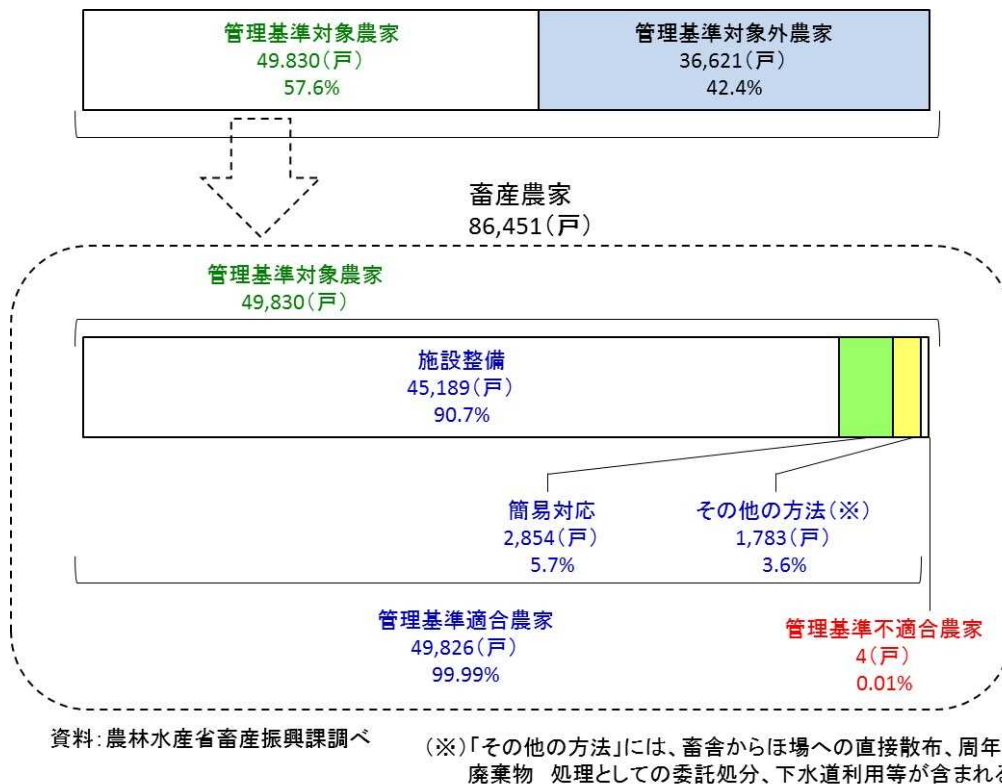 管理基準対象農家
49.830(戸)
57.6%
管理基準対象外農家
36,621(戸)
42.4%
畜産農家
86,451(戸)
管理基準対象農家
49,830(戸)
施設整備
45,189(戸)
90.7%
簡易対応
2,854(戸)
5.7%
その他の方法(※)
1,783(戸)
3.6%
管理基準適合農家
49,826(戸)
99.99%
管理基準不適合農家
4(戸)
0.01%
資料:農林水産省畜産振興課調べ
(※)「その他の方法」には、畜舎からほ場への直接散布、周年
廃棄物 処理としての委託処分、下水道利用等が含まれ